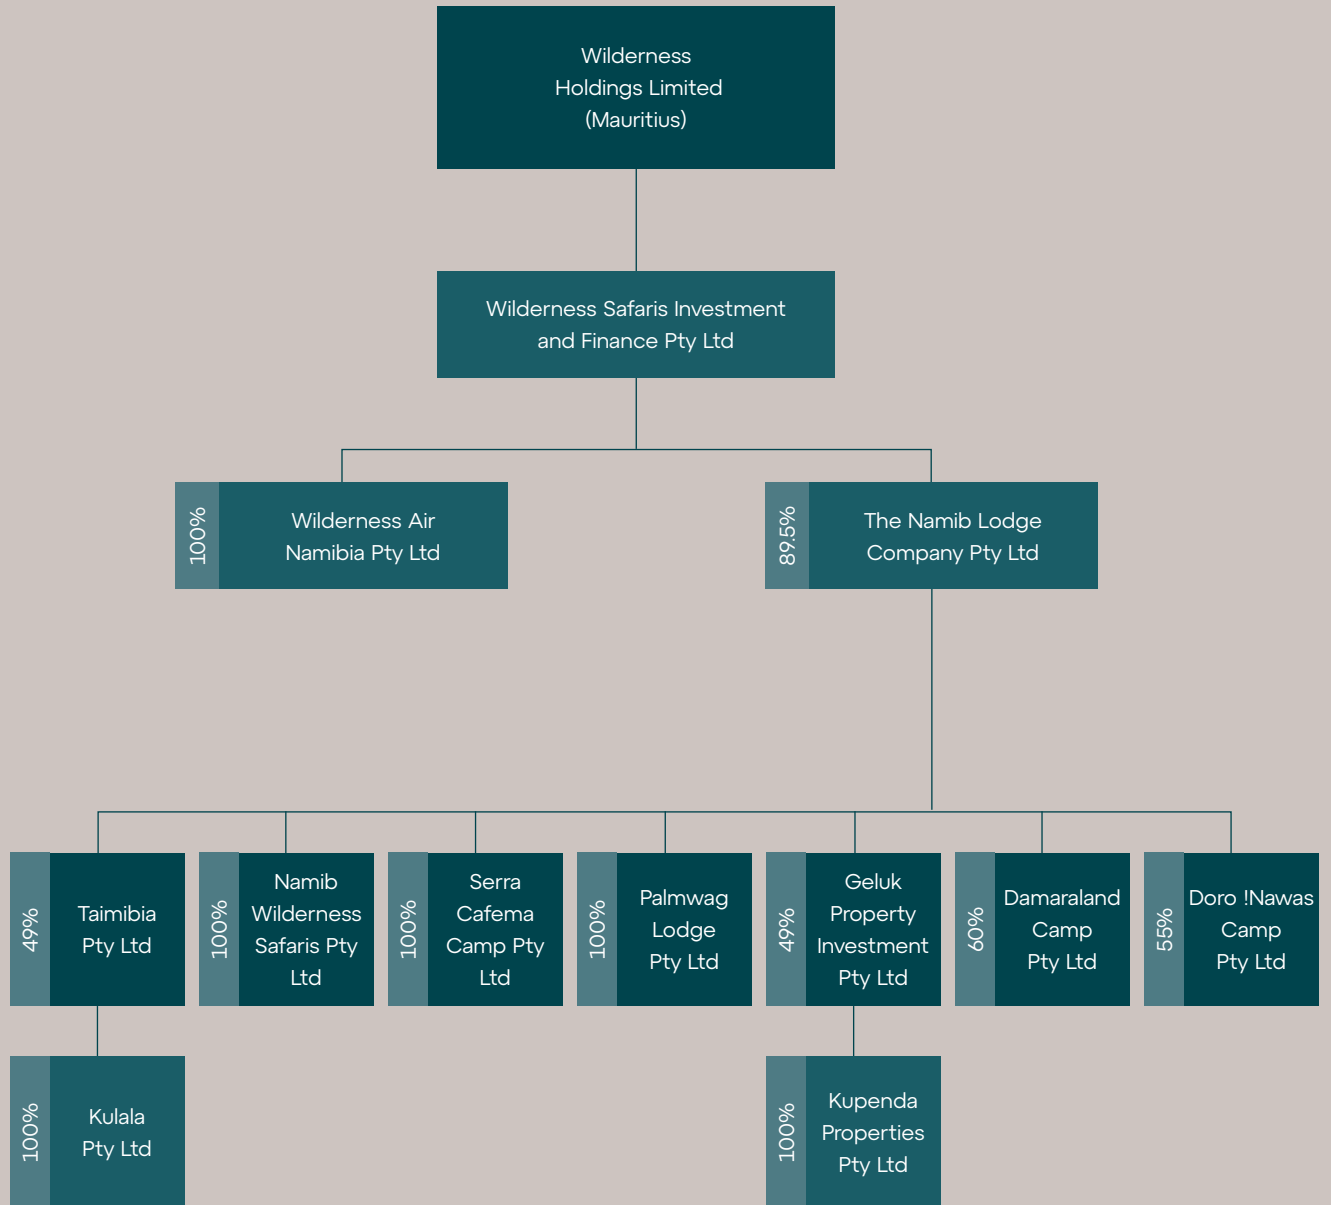 Wilderness
Holdings Limited
(Mauritius)
Wilderness Safaris Investment
and Finance Pty Ltd
100%
Wilderness Air
Namibia Pty Ltd
89.5%
The Namib Lodge
Company Pty Ltd
49%
Taimibia
Pty Ltd
100%
Namib
Wilderness
Safaris Pty
Ltd
100%
Serra
Cafema
Camp Pty
Ltd
100%
Palmwag
Lodge
Pty Ltd
49%
Geluk
Property
Investment
Pty Ltd
60%
Damaraland
Camp
Pty Ltd
55%
Doro !Nawas
Camp
Pty Ltd
100%
Kulala
Pty Ltd
100%
Kupenda
Properties
Pty Ltd